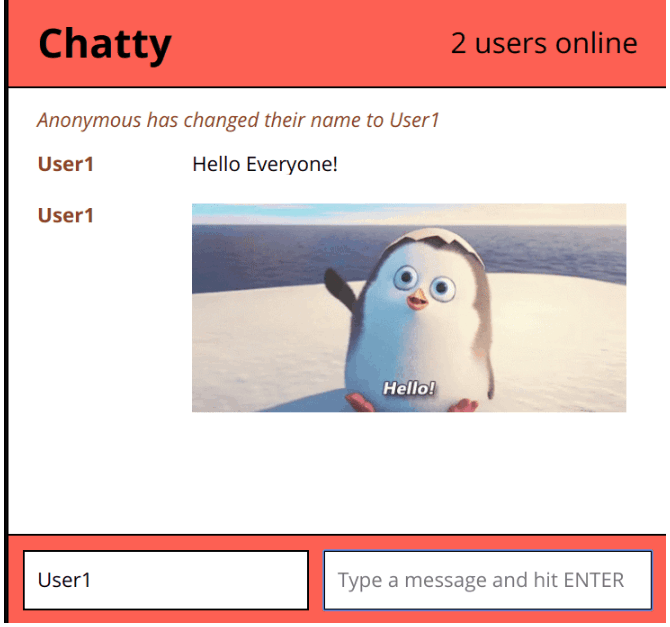 Chatty
2 users online
Anonymous has changed their name to User1
User1 Hello Everyone!
User1
Hello!
User1
Type a message and hit ENTER